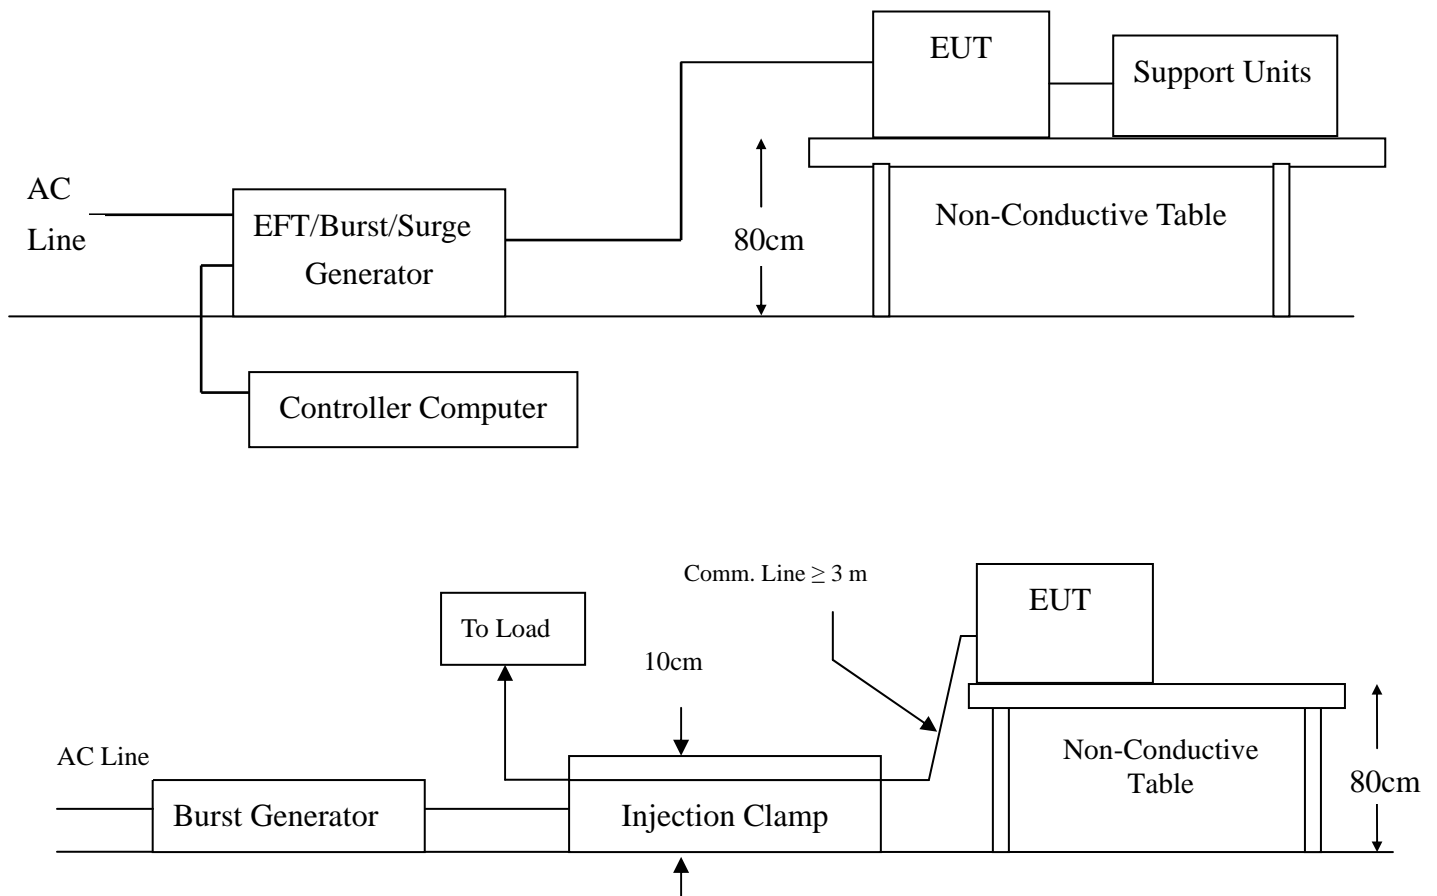 EUT
Support Units
AC
Line
EFT/Burst/Surge
Generator
80cm
Non-Conductive Table
Controller Computer
Comm. Line ≥ 3 m
EUT
To Load
10cm
AC Line
Burst Generator
Injection Clamp
Non-Conductive
Table
80cm